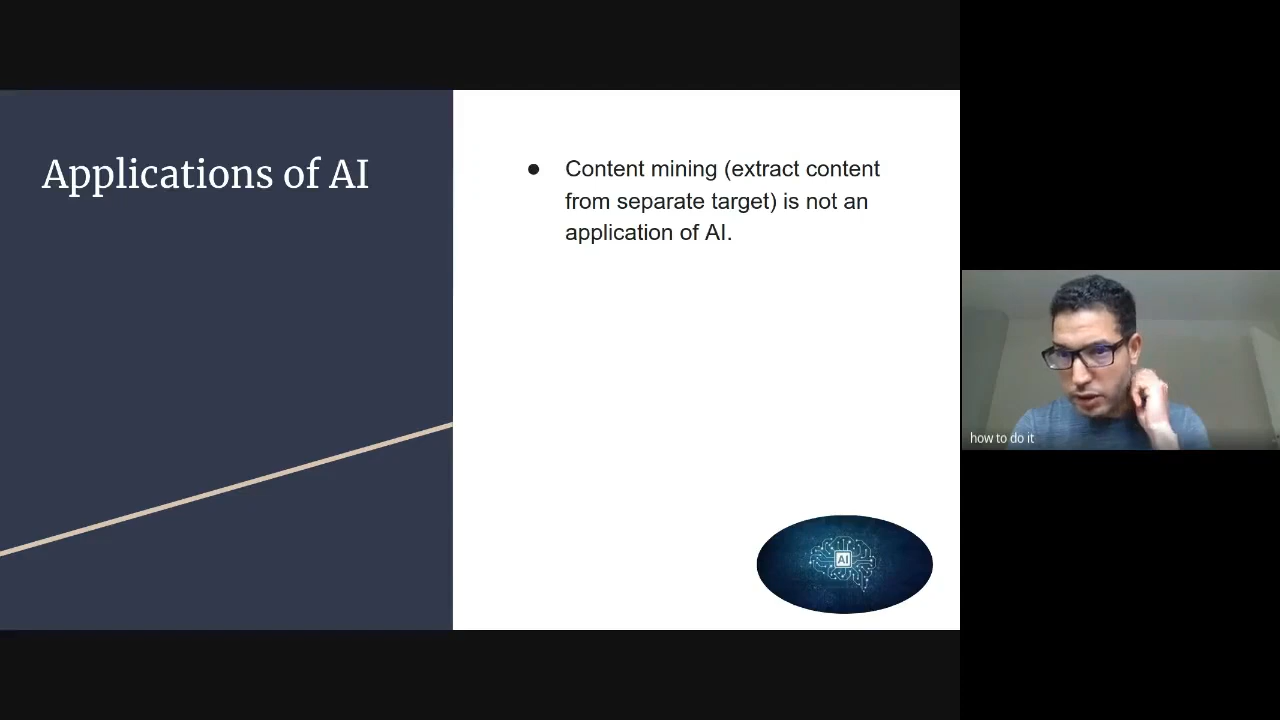 Applications of AI
● Content mining (extract content
from separate target) is not an
application of AI.
how to do it
AI